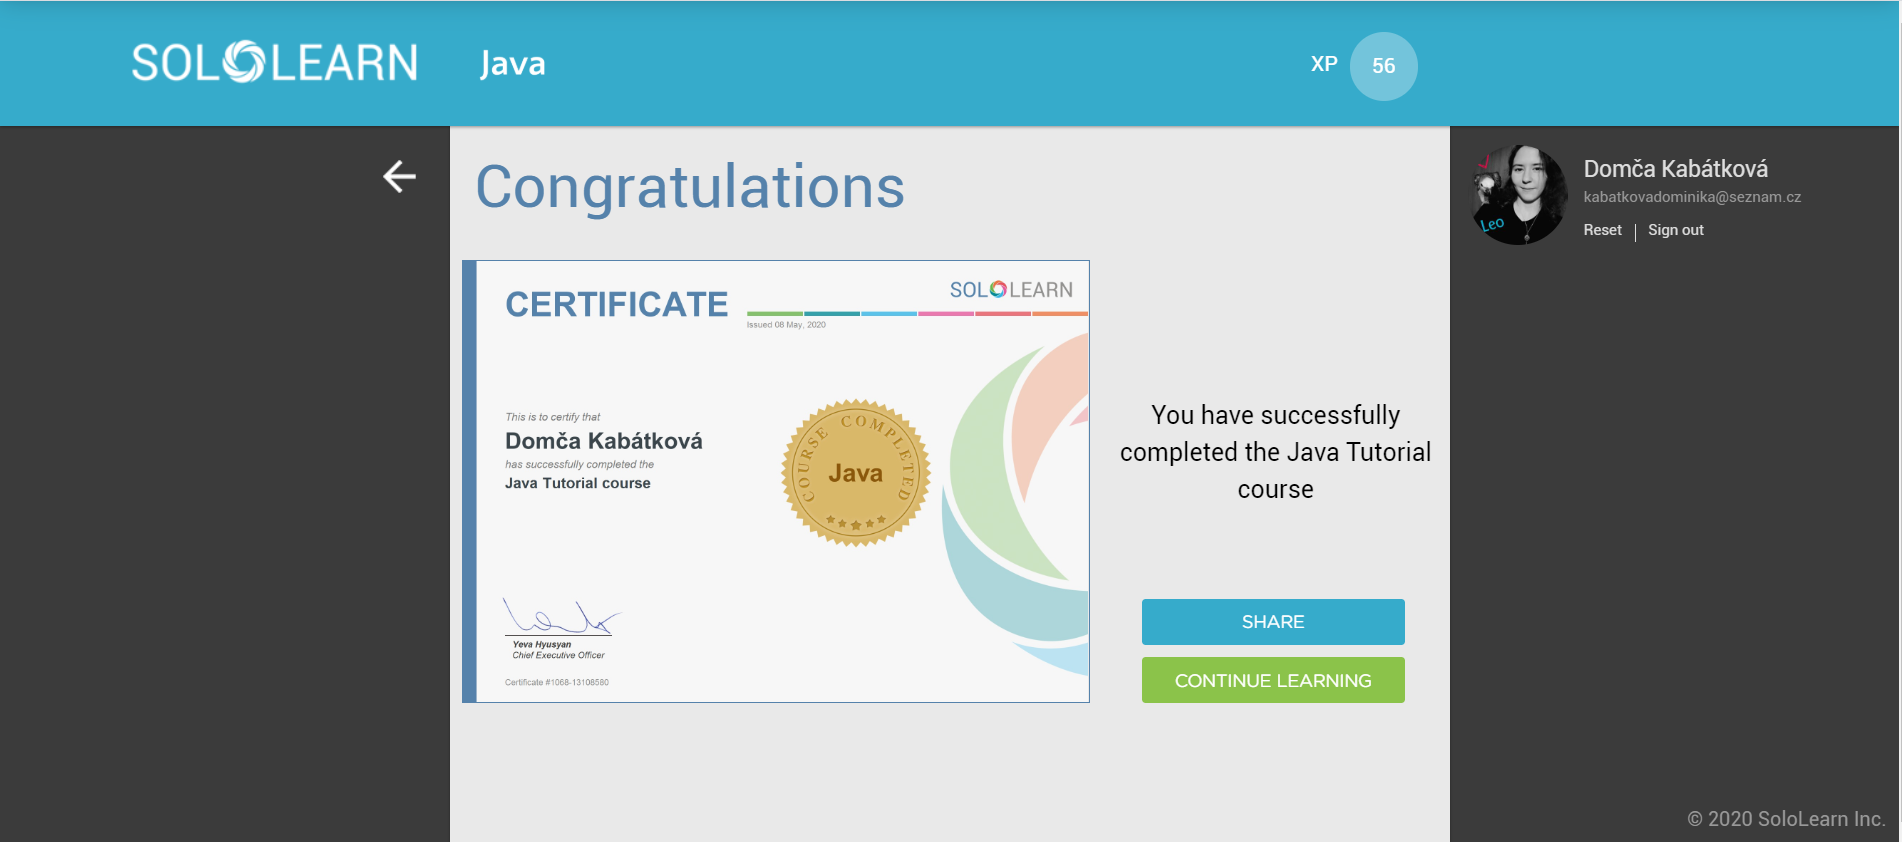 SOLOLEARN
Java
XP 56
Domča Kabátková
kabatkovadominika@seznam.cz
Reset | Sign out
Leo
Congratulations
CERTIFICATE
SOLOLEARN
Issued 08 May, 2020
This is to certify that
Domča Kabátková
has successfully completed the
Java Tutorial course
COURSE COMPLETED
Java
Yeva Hyusyan
Chief Executive Officer
Certificate #1068-13108580
You have successfully
completed the Java Tutorial
course
SHARE
CONTINUE LEARNING
© 2020 SoloLearn Inc.